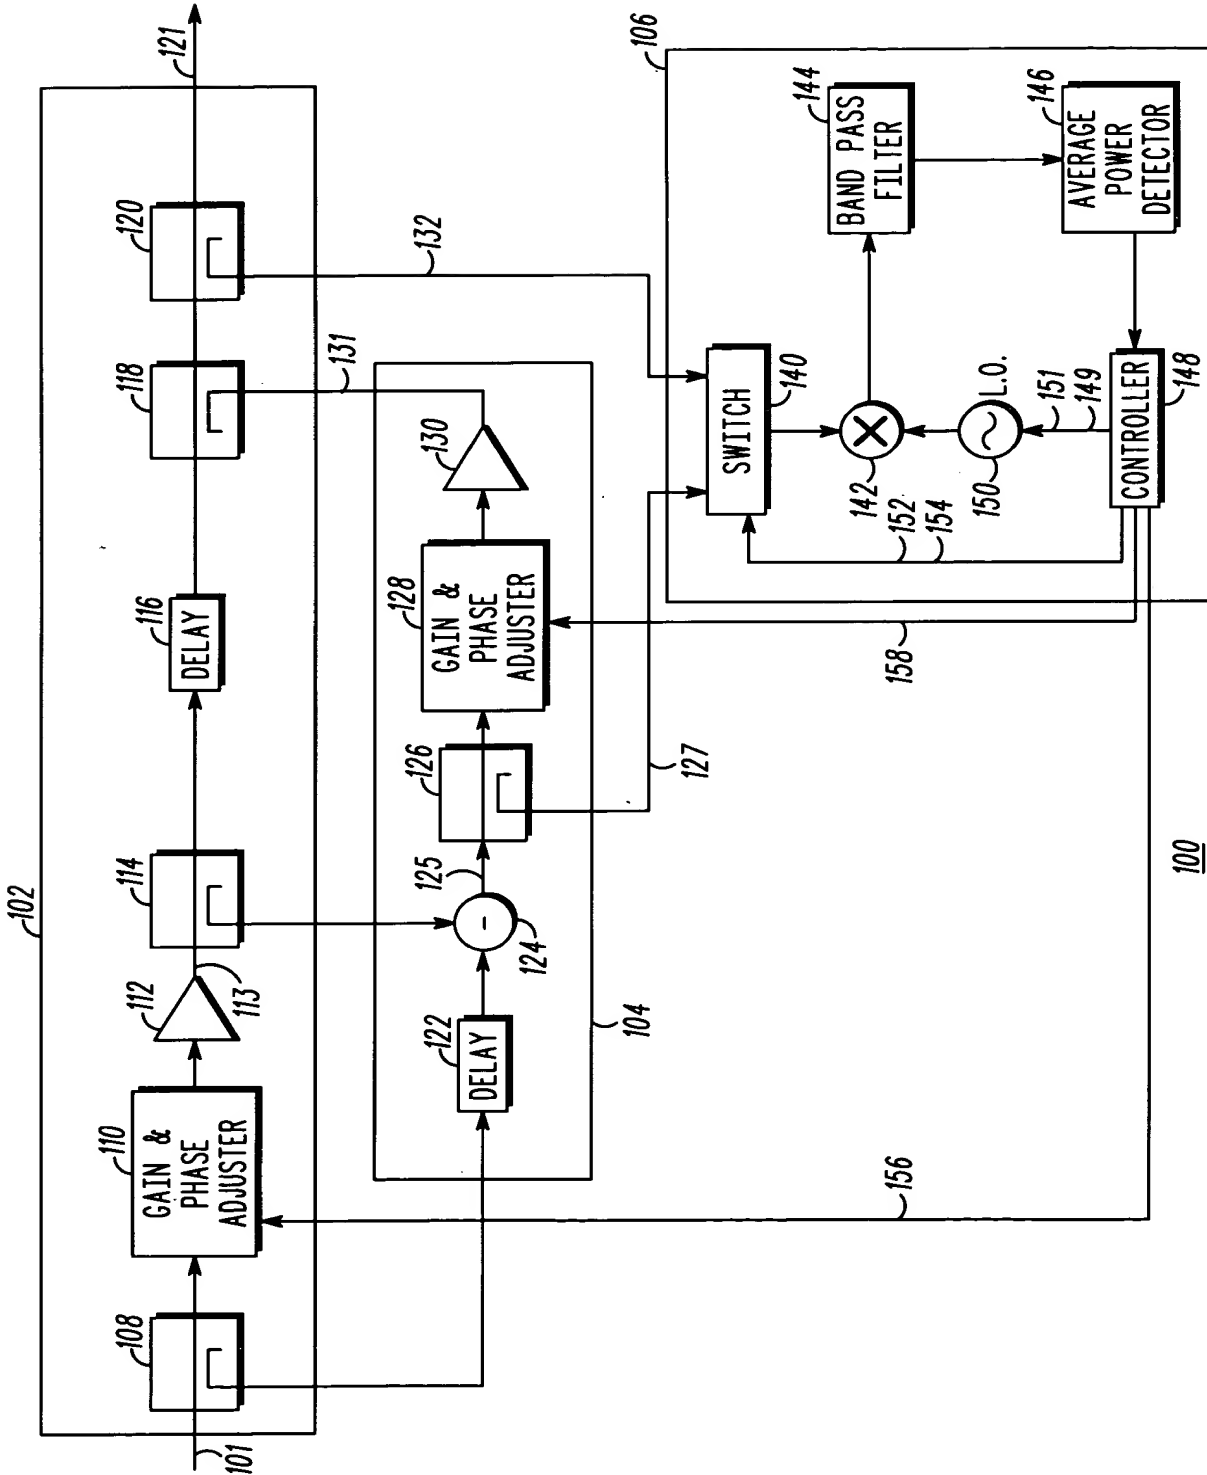 102
101
108
110
GAIN &
PHASE
ADJUSTER
112
113
114
116
DELAY
118
120
121
122
DELAY
104
124
-
125
126
127
128
GAIN &
PHASE
ADJUSTER
130
131
132
106
SWITCH
140
142
L.O.
150
151
149
152
154
144
BAND PASS
FILTER
146
AVERAGE
POWER
DETECTOR
CONTROLLER
148
156
158
100